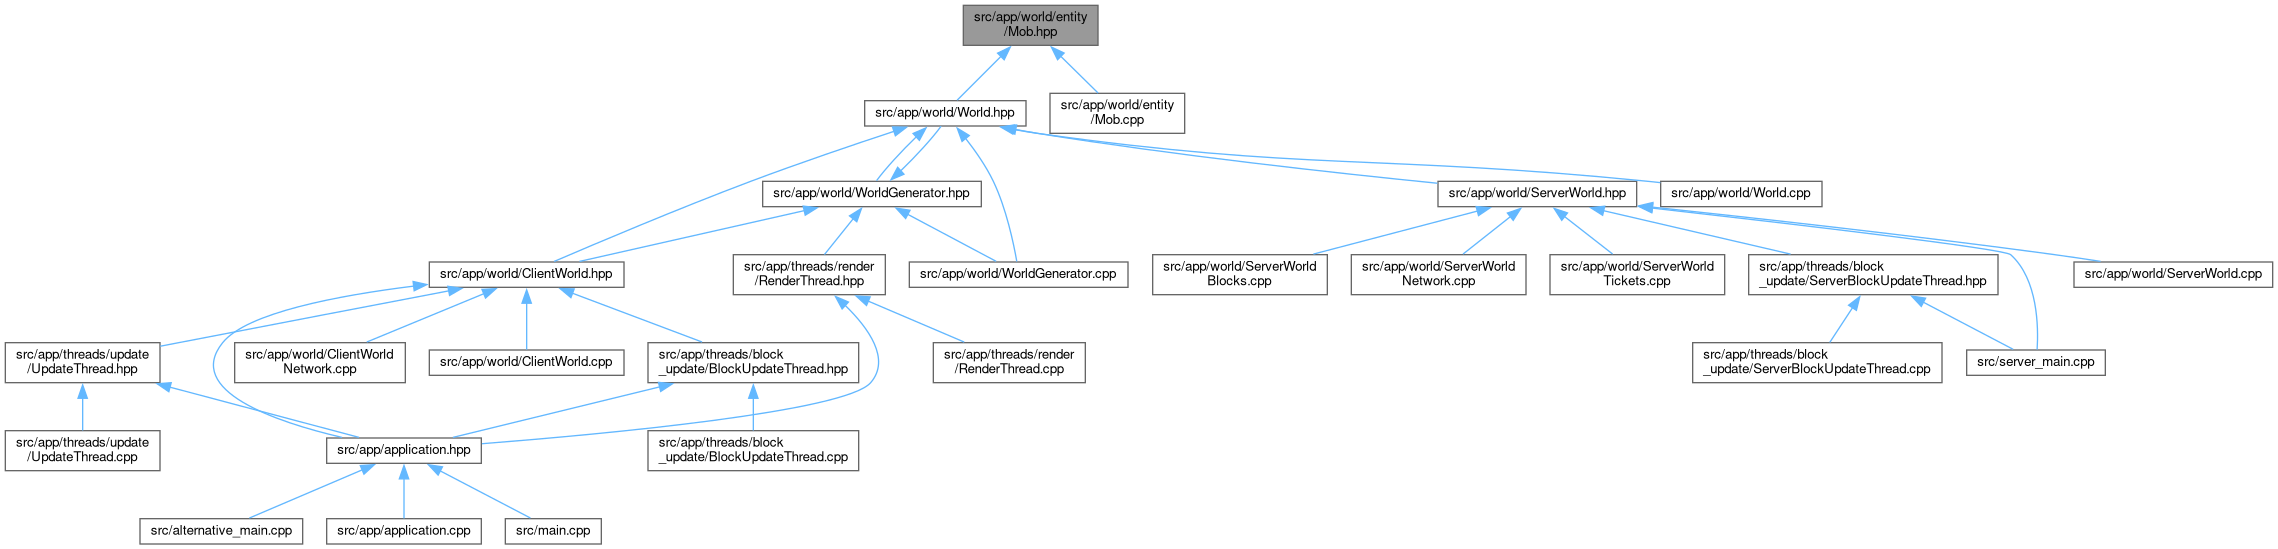 src/app/world/entity
/Mob.hpp
src/app/world/World.hpp
src/app/world/entity
/Mob.cpp
src/app/world/WorldGenerator.hpp
src/app/world/ServerWorld.hpp
src/app/world/World.cpp
src/app/world/ClientWorld.hpp
src/app/threads/render
/RenderThread.hpp
src/app/world/WorldGenerator.cpp
src/app/world/ServerWorld
Blocks.cpp
src/app/world/ServerWorld
Network.cpp
src/app/world/ServerWorld
Tickets.cpp
src/app/threads/block
_update/ServerBlockUpdateThread.hpp
src/app/world/ServerWorld.cpp
src/app/threads/update
/UpdateThread.hpp
src/app/world/ClientWorld
Network.cpp
src/app/world/ClientWorld.cpp
src/app/threads/block
_update/BlockUpdateThread.hpp
src/app/threads/render
/RenderThread.cpp
src/app/threads/block
_update/ServerBlockUpdateThread.cpp
src/server_main.cpp
src/app/threads/update
/UpdateThread.cpp
src/app/application.hpp
src/app/threads/block
_update/BlockUpdateThread.cpp
src/alternative_main.cpp
src/app/application.cpp
src/main.cpp